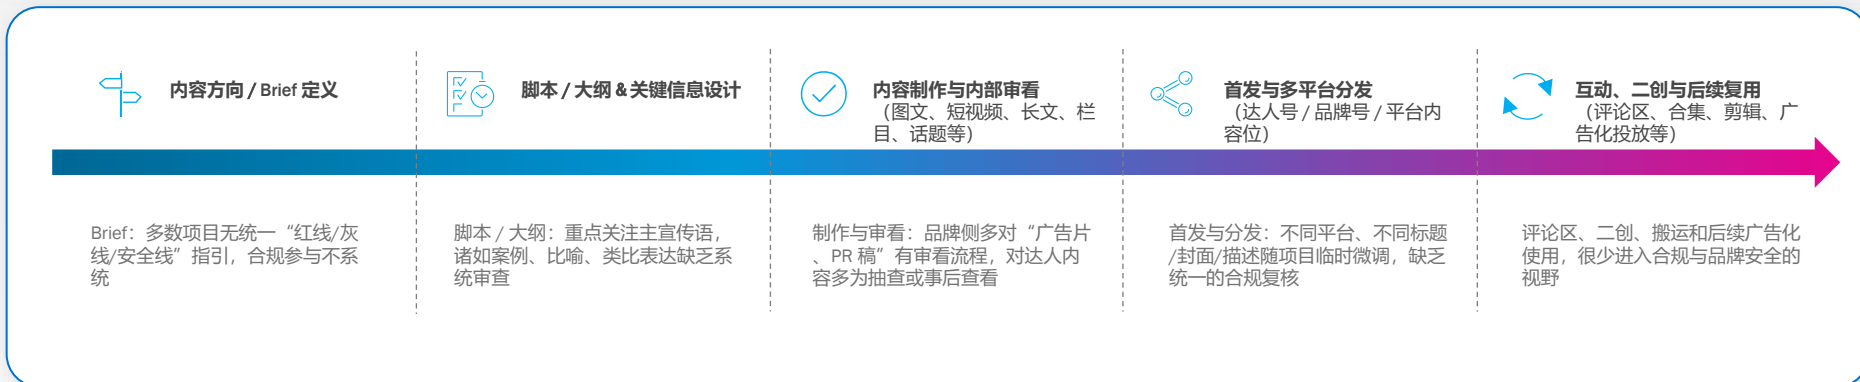 内容方向 / Brief 定义
脚本 / 大纲 & 关键信息设计
内容制作与内部审看
（图文、短视频、长文、栏
目、话题等）
首发与多平台分发
（达人号 / 品牌号 / 平台内
容位）
互动、二创与后续复用
（评论区、合集、剪辑、广
告化投放等）
Brief：多数项目无统一“红线/灰
线/安全线”指引，合规参与不系
统
脚本 / 大纲：重点关注主宣传语，
诸如案例、比喻、类比表达缺乏系
统审查
制作与审看：品牌侧多对“广告片
、PR 稿”有审看流程，对达人内
容多为抽查或事后查看
首发与分发：不同平台、不同标题
/封面/描述随项目临时微调，缺乏
统一的合规复核
评论区、二创、搬运和后续广告化
使用，很少进入合规与品牌安全的
视野